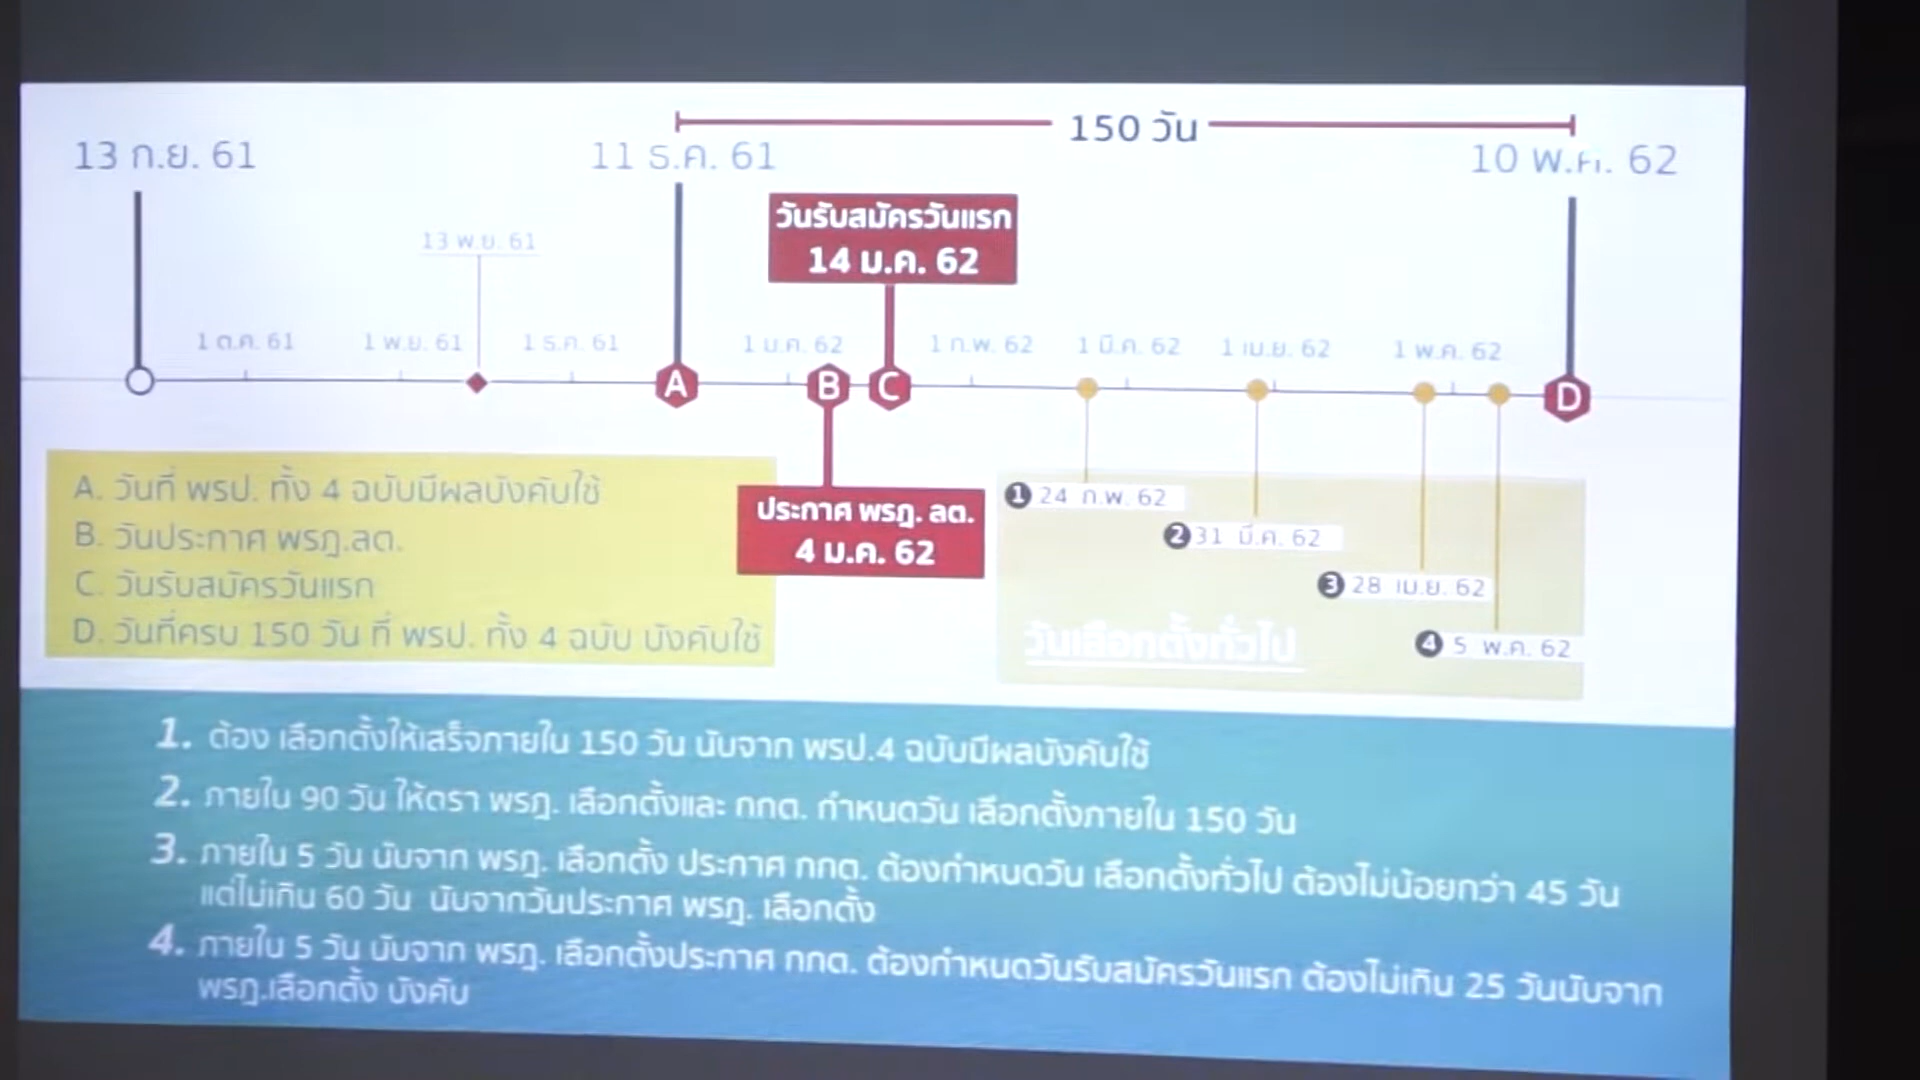 150 วัน
13 ก.ย. 61
11 ธ.ค. 61
10 พ.ค. 62
วันรับสมัครวันแรก
14 ม.ค. 62
13 พ.ย. 61
1 ต.ค. 61
1 พ.ย. 61
1 ธ.ค. 61
1 ม.ค. 62
1 ก.พ. 62
1 มี.ค. 62
1 เม.ย. 62
1 พ.ค. 62
A
B
C
D
A. วันที่ พรป. ทั้ง 4 ฉบับมีผลบังคับใช้
B. วันประกาศ พรฎ.ลต.
C. วันรับสมัครวันแรก
D. วันที่ครบ 150 วัน ที่ พรป. ทั้ง 4 ฉบับ บังคับใช้
ประกาศ พรฎ. ลต.
4 ม.ค. 62
1 24 ก.พ. 62
2 31 มี.ค. 62
3 28 เม.ย. 62
4 5 พ.ค. 62
วันเลือกตั้งทั่วไป
1. ต้อง เลือกตั้งให้เสร็จภายใน 150 วัน นับจาก พรป.4 ฉบับมีผลบังคับใช้
2. ภายใน 90 วัน ให้ตรา พรฎ. เลือกตั้งและ กกต. กำหนดวัน เลือกตั้งภายใน 150 วัน
3. ภายใน 5 วัน นับจาก พรฎ. เลือกตั้ง ประกาศ กกต. ต้องกำหนดวัน เลือกตั้งทั่วไป ต้องไม่น้อยกว่า 45 วัน
แต่ไม่เกิน 60 วัน นับจากวันประกาศ พรฎ. เลือกตั้ง
4. ภายใน 5 วัน นับจาก พรฎ. เลือกตั้งประกาศ กกต. ต้องกำหนดวันรับสมัครวันแรก ต้องไม่เกิน 25 วันนับจาก
พรฎ.เลือกตั้ง บังคับ